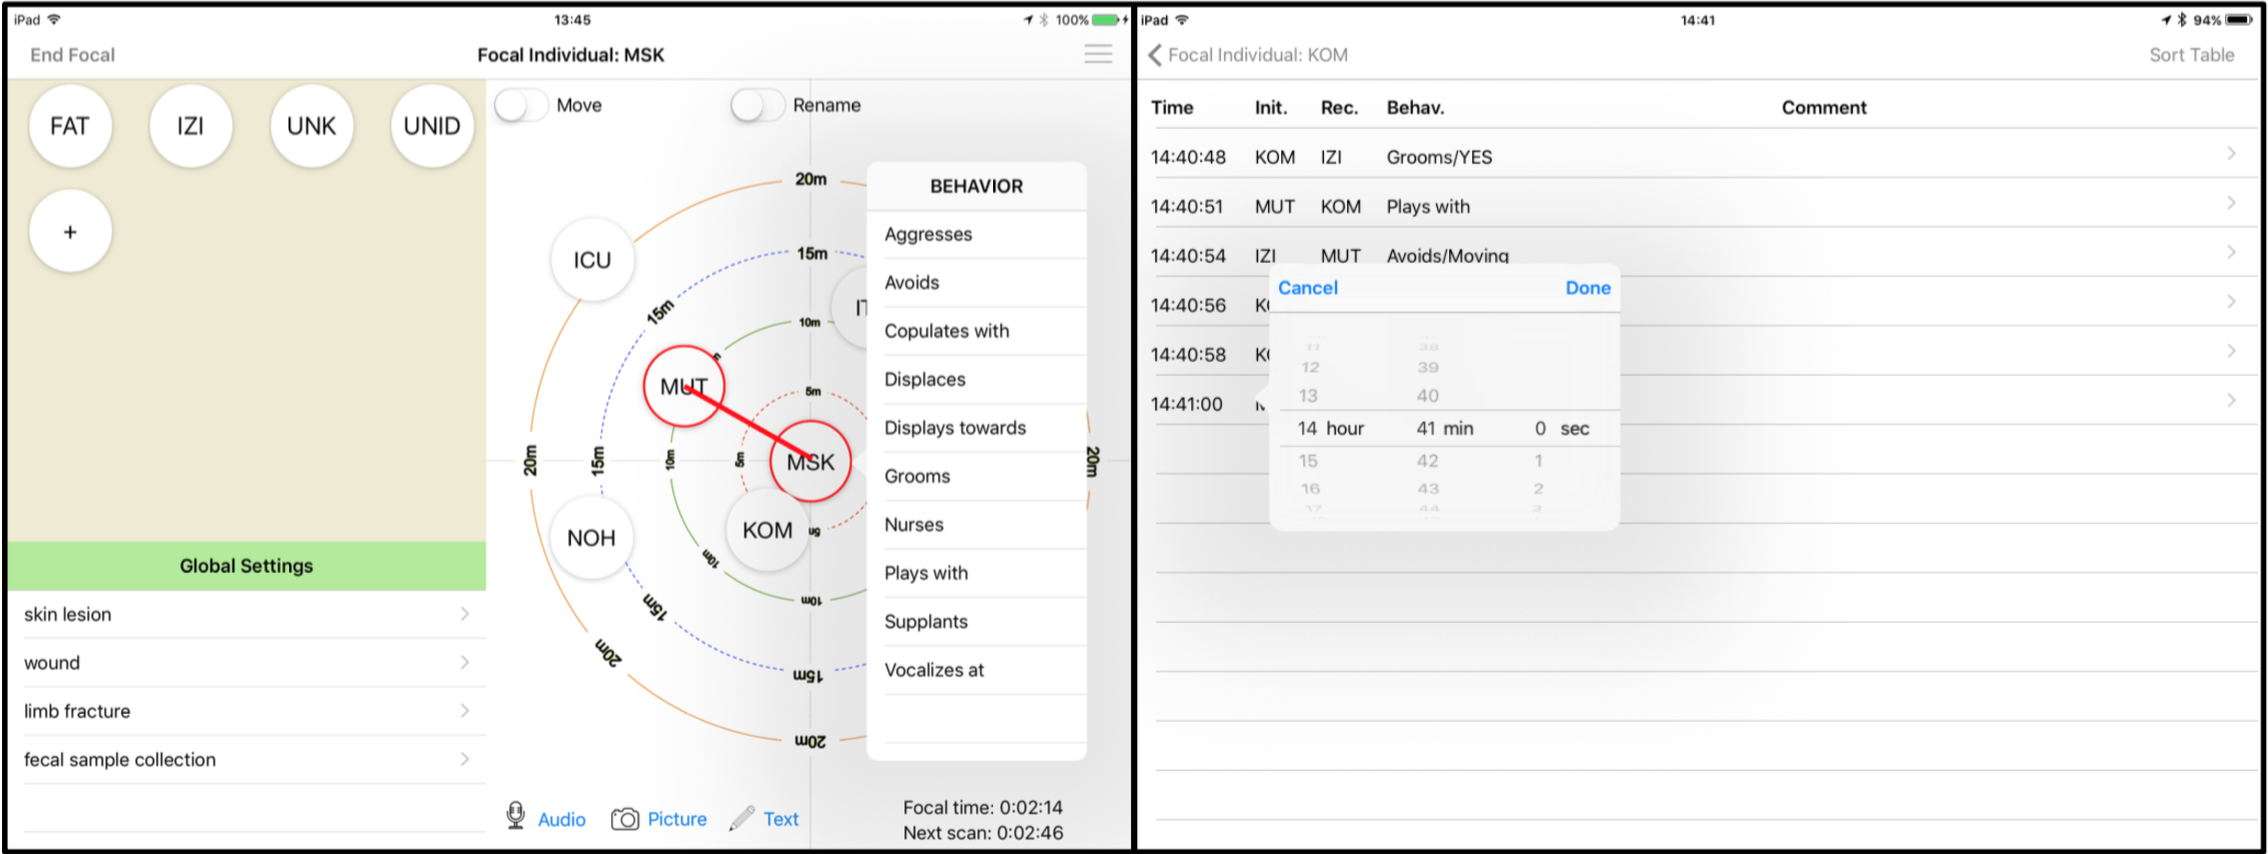 iPad 13:45 100%
End Focal Focal Individual: MSK
FAT IZI UNK UNID
+
Global Settings
skin lesion
wound
limb fracture
fecal sample collection
Move Rename
20m
ICU
15m
15m
10m
MUT
5m
20m 15m 10m 5m MSK 20m
NOH KOM 5m
10m
10m
15m
20m
15m
20m
BEHAVIOR
Aggresses
Avoids
Copulates with
Displaces
Displays towards
Grooms
Nurses
Plays with
Supplants
Vocalizes at
Audio Picture Text
Focal time: 0:02:14
Next scan: 0:02:46
iPad 14:41 94%
Focal Individual: KOM Sort Table
Time Init. Rec. Behav. Comment
14:40:48 KOM IZI Grooms/YES
14:40:51 MUT KOM Plays with
14:40:54 IZI MUT Avoids/Moving
14:40:56
14:40:58
14:41:00
Cancel Done
11 38
12 39
13 40
14 hour 41 min 0 sec
15 42 1
16 43 2
17 44 3